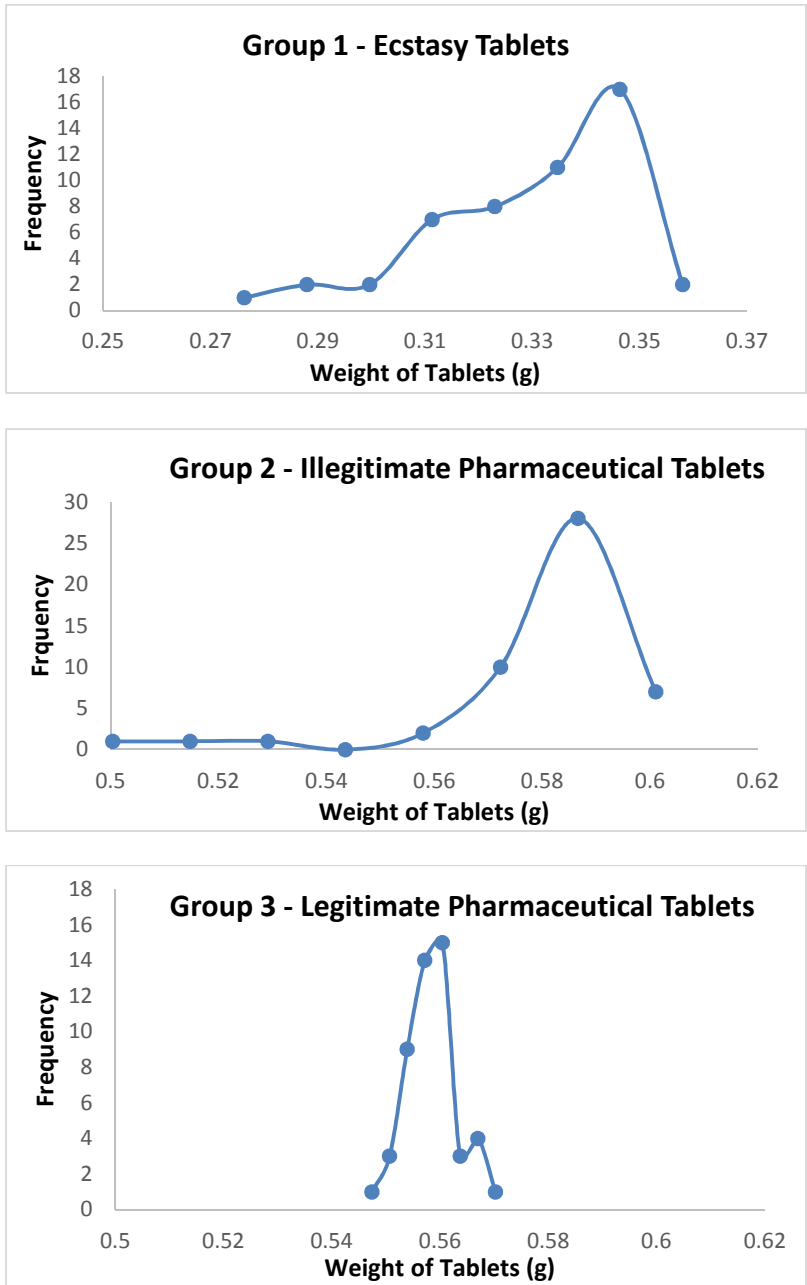 Group 1 - Ecstasy Tablets
18
16
14
12
10
8
6
4
2
0
Frequency
0.25 0.27 0.29 0.31 0.33 0.35 0.37
Weight of Tablets (g)
Group 2 - Illegitimate Pharmaceutical Tablets
30
25
20
15
10
5
0
Frquency
0.5 0.52 0.54 0.56 0.58 0.6 0.62
Weight of Tablets (g)
Group 3 - Legitimate Pharmaceutical Tablets
18
16
14
12
10
8
6
4
2
0
Frequency
0.5 0.52 0.54 0.56 0.58 0.6 0.62
Weight of Tablets (g)